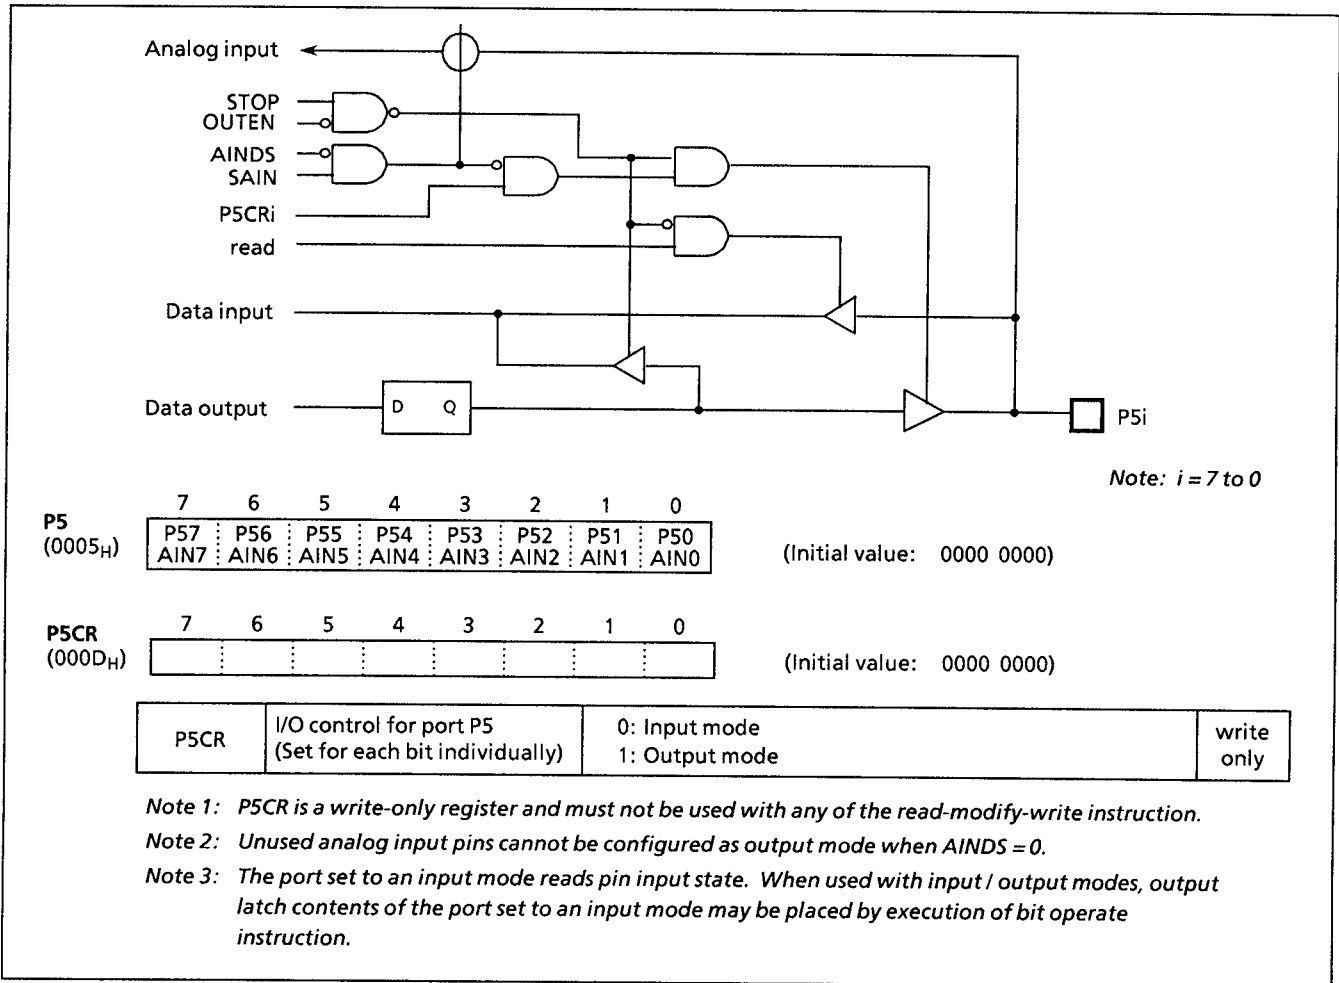 Analog input
STOP
OUTEN
AINDS
SAIN
P5CRi
read
Data input
Data output
D Q
P5i
Note: i = 7 to 0
7 6 5 4 3 2 1 0
P5
(0005H)
P57 P56 P55 P54 P53 P52 P51 P50
AIN7 AIN6 AIN5 AIN4 AIN3 AIN2 AIN1 AIN0
(Initial value: 0000 0000)
7 6 5 4 3 2 1 0
P5CR
(000DH)
(Initial value: 0000 0000)
P5CR
I/O control for port P5
(Set for each bit individually)
0: Input mode
1: Output mode
write
only
Note 1: P5CR is a write-only register and must not be used with any of the read-modify-write instruction.
Note 2: Unused analog input pins cannot be configured as output mode when AINDS = 0.
Note 3: The port set to an input mode reads pin input state. When used with input / output modes, output
latch contents of the port set to an input mode may be placed by execution of bit operate
instruction.